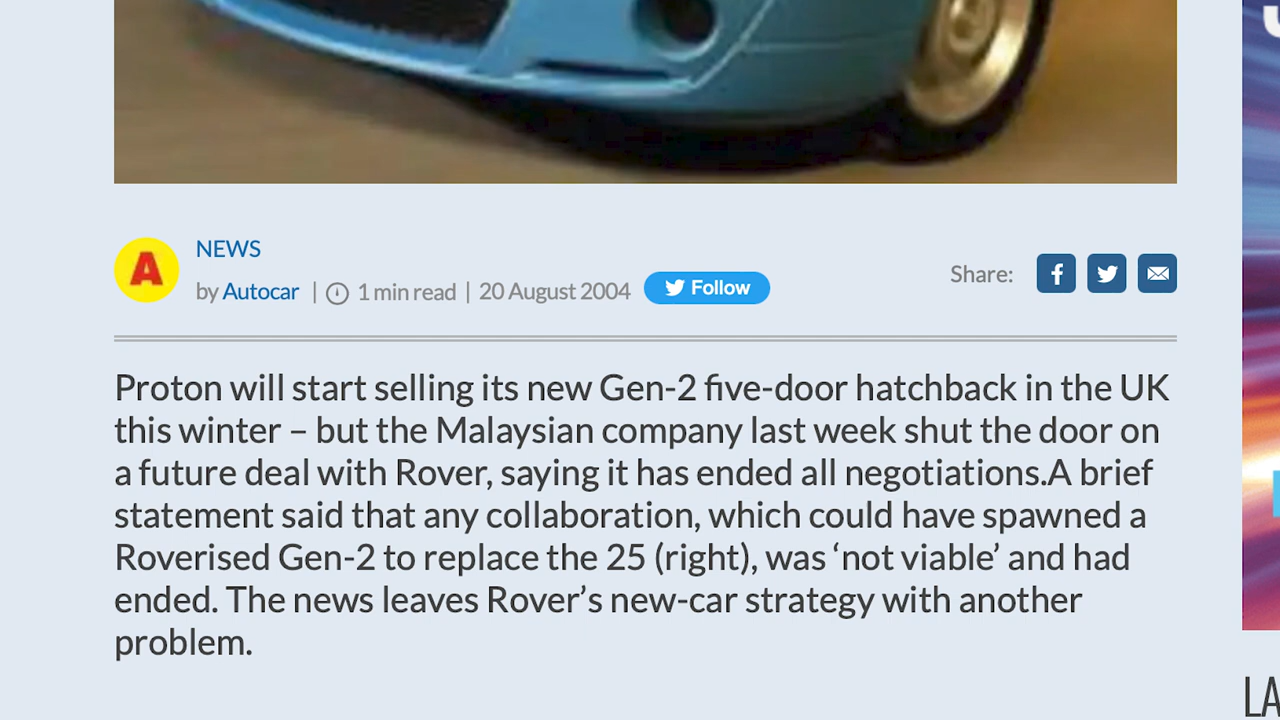 A
NEWS
by Autocar | 1 min read | 20 August 2004 Follow
Share:
Proton will start selling its new Gen-2 five-door hatchback in the UK
this winter – but the Malaysian company last week shut the door on
a future deal with Rover, saying it has ended all negotiations.A brief
statement said that any collaboration, which could have spawned a
Roverised Gen-2 to replace the 25 (right), was ‘not viable’ and had
ended. The news leaves Rover’s new-car strategy with another
problem.
LA